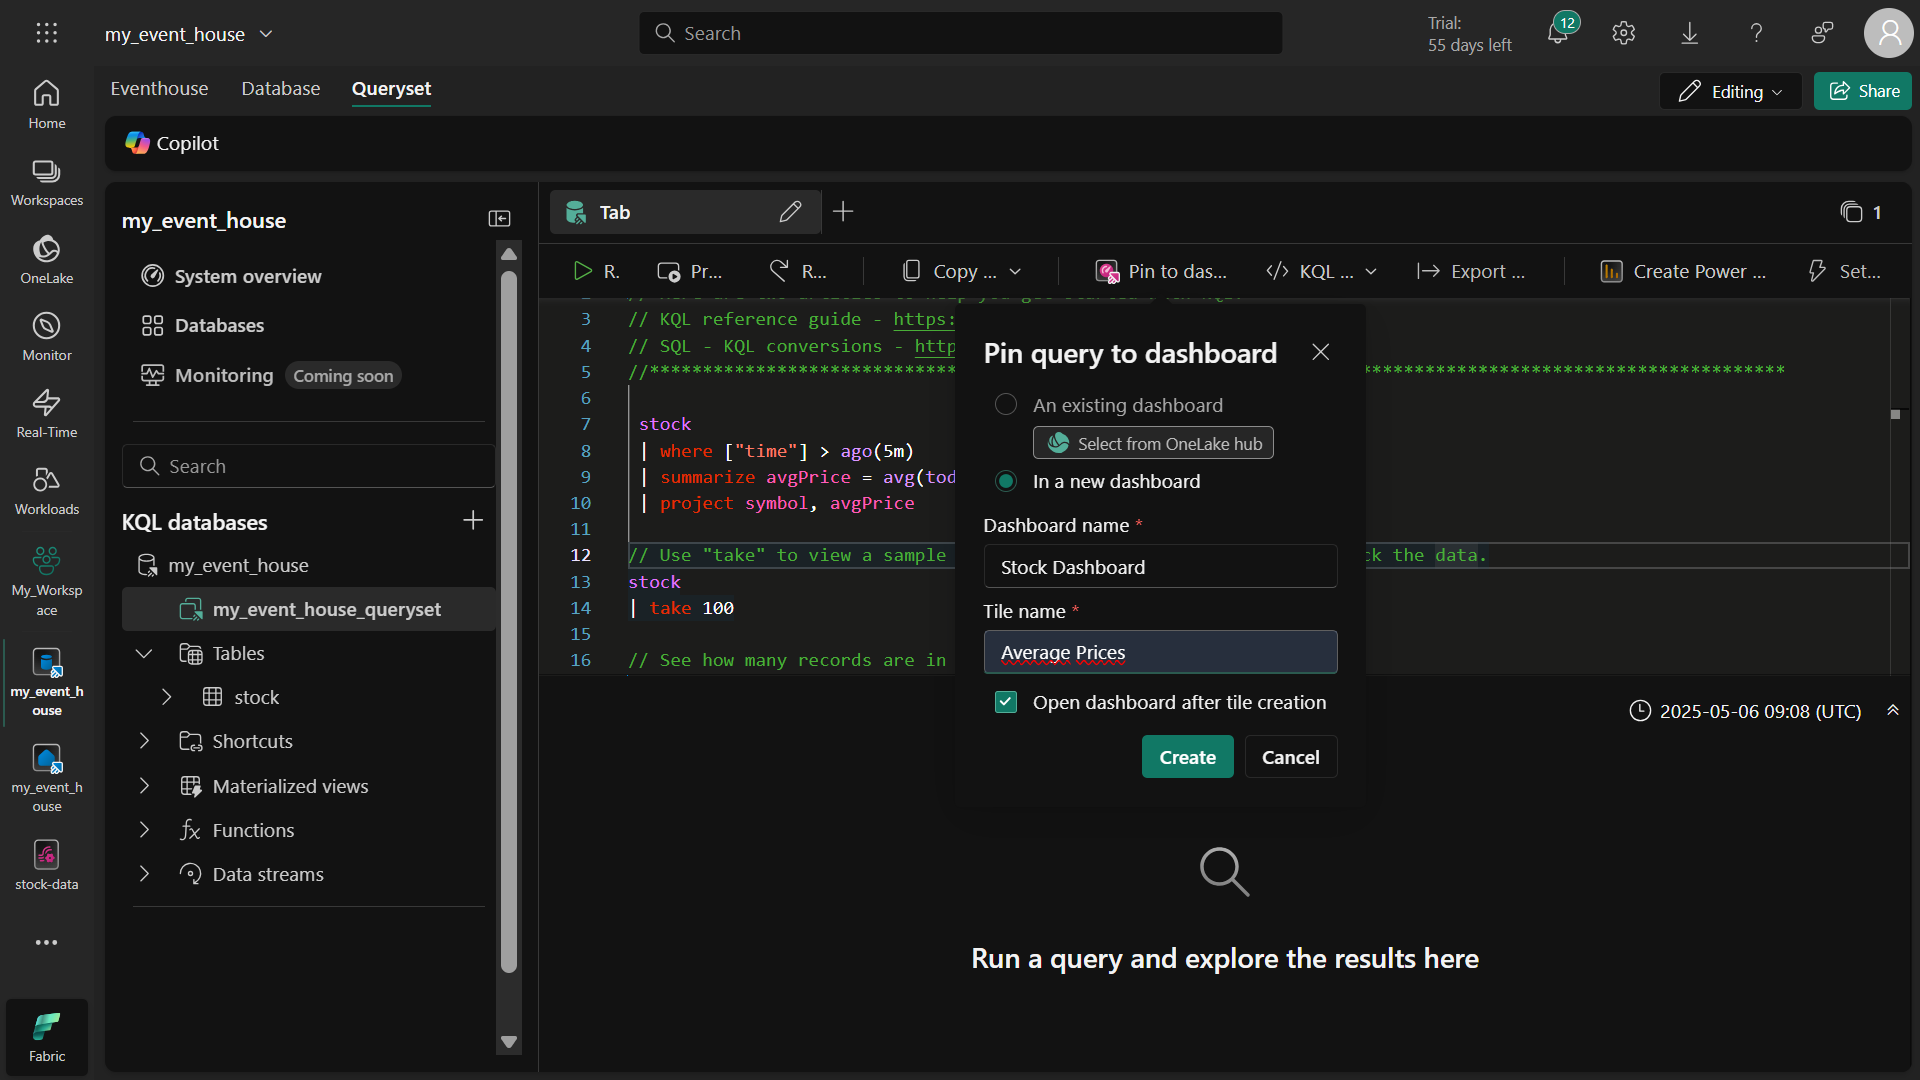 my_event_house
Search
Trial:
55 days left
12
Home
Workspaces
OneLake
Monitor
Real-Time
Workloads
My_Worksp
ace
my_event_h
ouse
my_event_h
ouse
stock-data
Fabric
Eventhouse
Database
Queryset
Editing
Share
Copilot
my_event_house
System overview
Databases
Monitoring
Coming soon
Search
KQL databases
my_event_house
my_event_house_queryset
Tables
stock
Shortcuts
Materialized views
Functions
Data streams
Tab
1
R.
Pr...
R...
Copy ...
Pin to das...
KQL ...
Export ...
Create Power ...
Set...
3 // KQL reference guide - https:
4 // SQL - KQL conversions - http
5
6
7 stock
8 | where ["time"] > ago(5m)
9 | summarize avgPrice = avg(tod
10 | project symbol, avgPrice
11
12 // Use "take" to view a sample ck the data.
13 stock
14 | take 100
15
16 // See how many records are in
Pin query to dashboard
An existing dashboard
Select from OneLake hub
In a new dashboard
Dashboard name *
Stock Dashboard
Tile name *
Average Prices
Open dashboard after tile creation
Create
Cancel
2025-05-06 09:08 (UTC)
Run a query and explore the results here